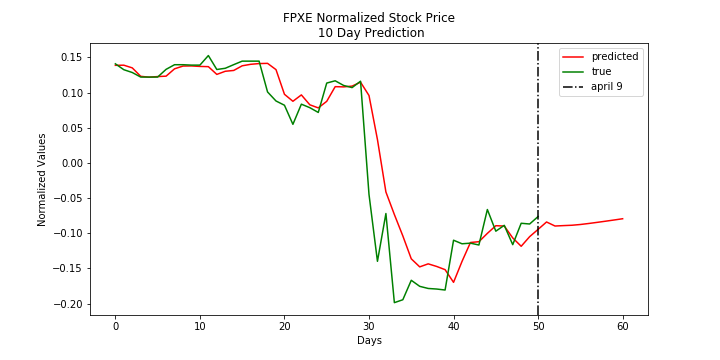 FPXE Normalized Stock Price
10 Day Prediction
predicted
true
april 9
Normalized Values
0.15
0.10
0.05
0.00
−0.05
−0.10
−0.15
−0.20
0 10 20 30 40 50 60
Days